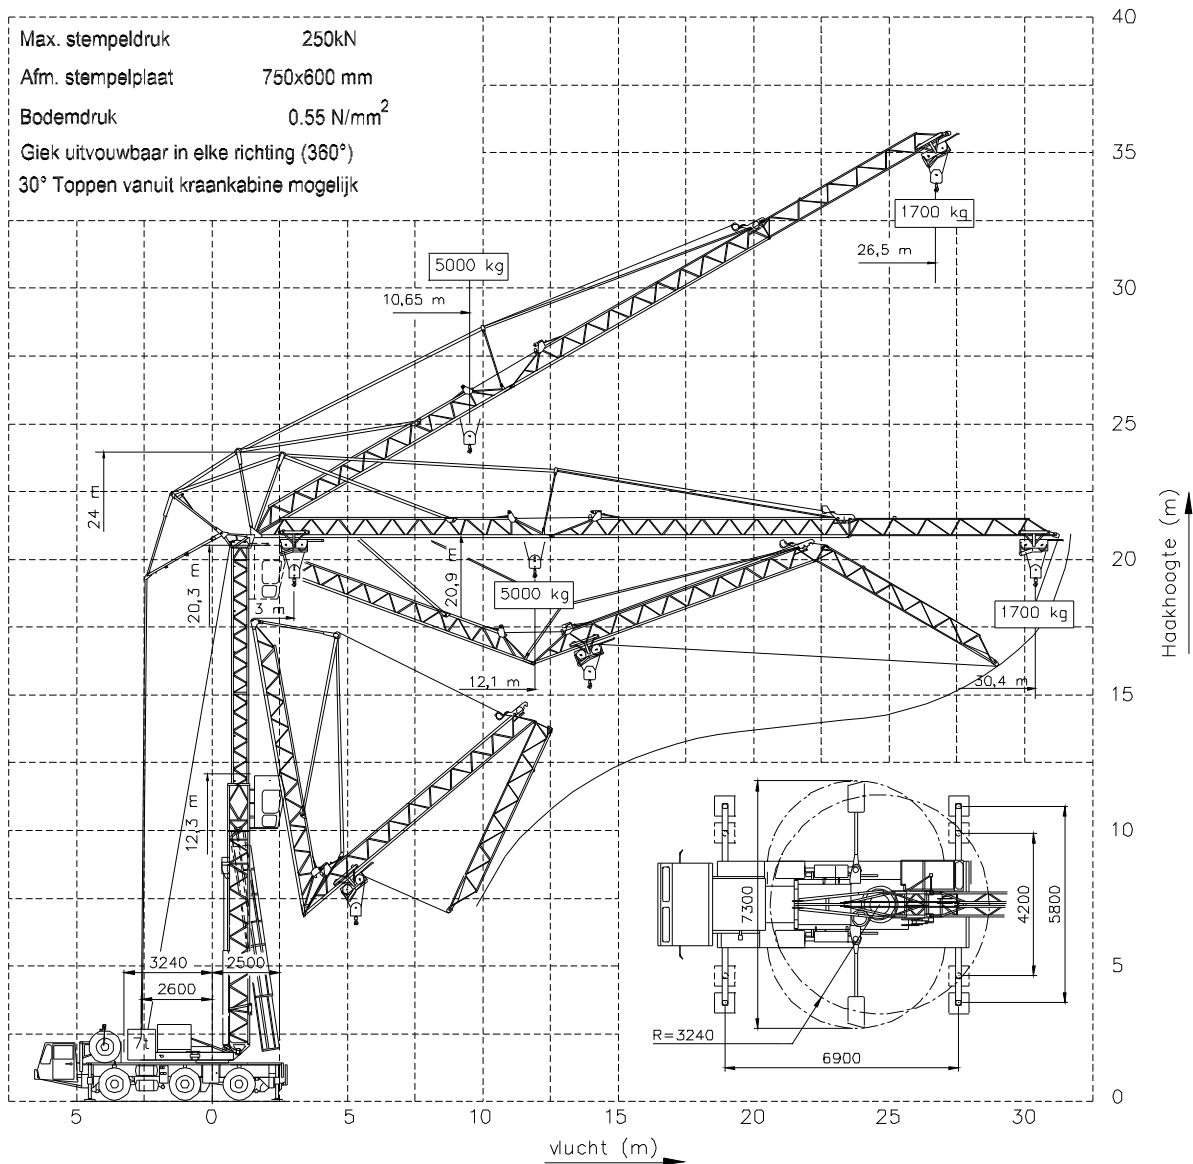 Max. stempeldruk 250kN
Afm. stempelplaat 750x600 mm
Bodemdruk 0.55 N/mm²
Giek uitvouwbaar in elke richting (360°)
30° Toppen vanuit kraankabine mogelijk
40
35
30
25
20
15
10
5
0
Haakhoogte (m)
1700 kg
26,5 m
5000 kg
10,65 m
24 m
20,3 m
3 m
20,9 m
5000 kg
12,1 m
1700 kg
30,4 m
12,3 m
3240
2500
2600
7t
7300
4200
5800
R=3240
6900
5 0 5 10 15 20 25 30
vlucht (m)